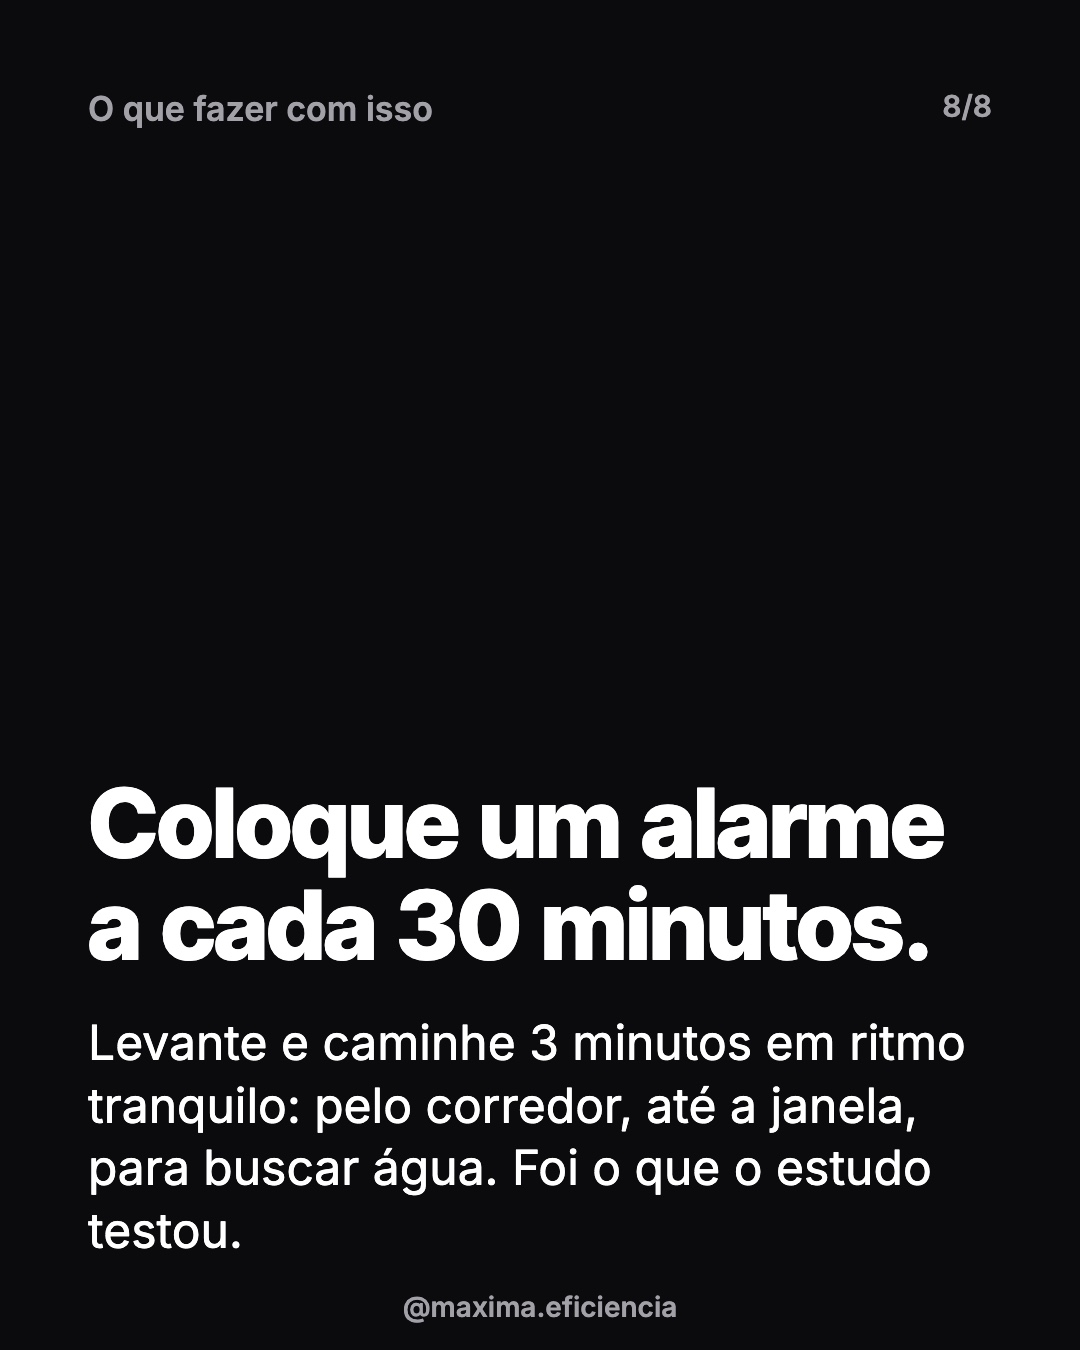 O que fazer com isso
8/8
Coloque um alarme
a cada 30 minutos.
Levante e caminhe 3 minutos em ritmo
tranquilo: pelo corredor, até a janela,
para buscar água. Foi o que o estudo
testou.
@maxima.eficiencia